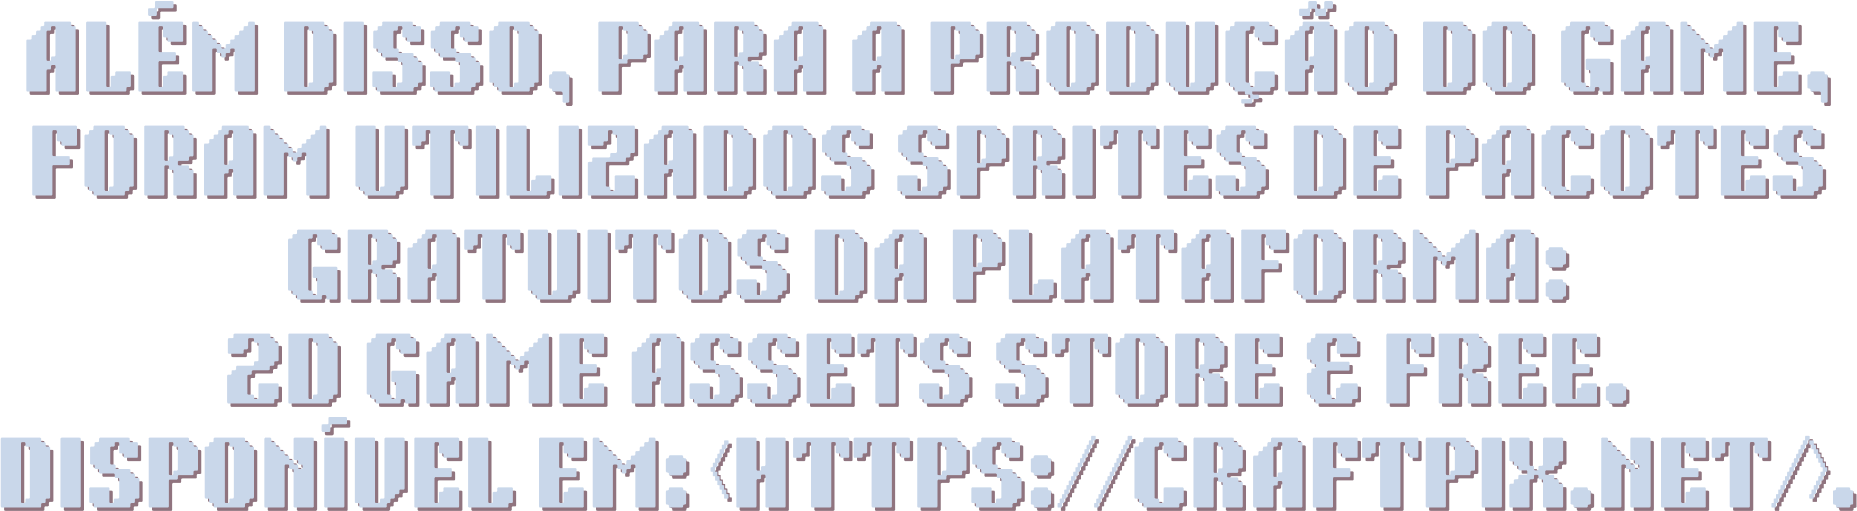 ALÉM DISSO, PARA A PRODUÇÃO DO GAME,
FORAM UTILIZADOS SPRITES DE PACOTES
GRATUITOS DA PLATAFORMA:
2D GAME ASSETS STORE & FREE.
DISPONÍVEL EM: <HTTPS://CRAFTPIX.NET/>.